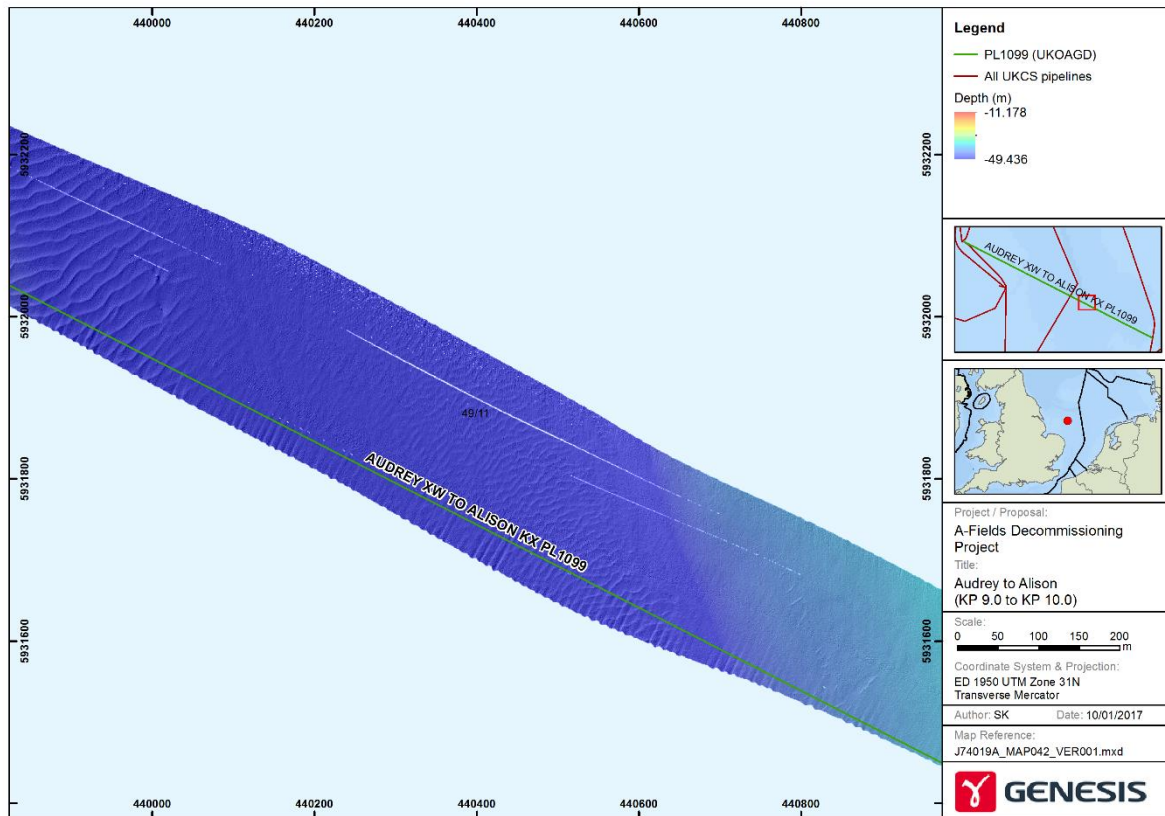 440000 440200 440400 440600 440800
5932200 5932200
5932000 5932000
5931800 5931800
5931600 5931600
49/11
AUDREY XW TO ALISON KX PL1099
440000 440200 440400 440600 440800
Legend
PL1099 (UKOAGD)
All UKCS pipelines
Depth (m)
-11.178
-49.436
AUDREY XW TO ALISON KX PL1099
Project / Proposal:
A-Fields Decommissioning
Project
Title:
Audrey to Alison
(KP 9.0 to KP 10.0)
Scale:
0 50 100 150 200
m
Coordinate System & Projection:
ED 1950 UTM Zone 31N
Transverse Mercator
Author: SK Date: 10/01/2017
Map Reference:
J74019A_MAP042_VER001.mxd
GENESIS